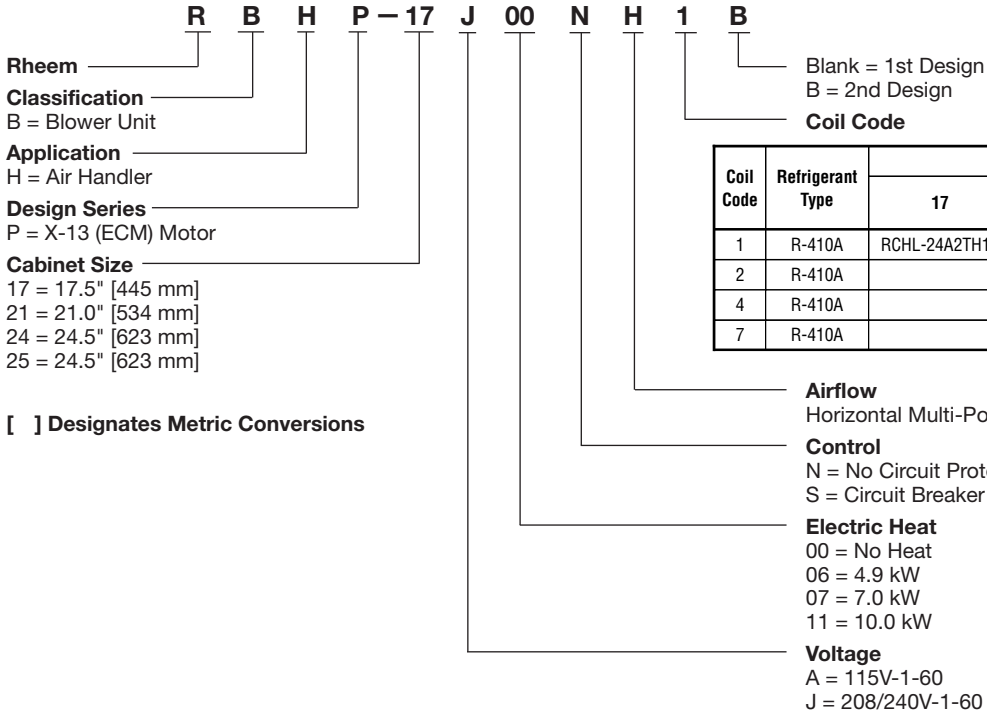 R B H P – 17 J 00 N H 1 B
Rheem
Classification
B = Blower Unit
Application
H = Air Handler
Design Series
P = X-13 (ECM) Motor
Cabinet Size
17 = 17.5" [445 mm]
21 = 21.0" [534 mm]
24 = 24.5" [623 mm]
25 = 24.5" [623 mm]
[ ] Designates Metric Conversions
Blank = 1st Design
B = 2nd Design
Coil Code
Coil Code Refrigerant Type 17
1 R-410A RCHL-24A2TH1
2 R-410A
4 R-410A
7 R-410A
Airflow
Horizontal
Control
N = No Circuit
S = Circuit Breaker
Electric Heat
00 = No Heat
06 = 4.9 kW
07 = 7.0 kW
11 = 10.0 kW
Voltage
A = 115V-1-60
J = 208/240V-1-60